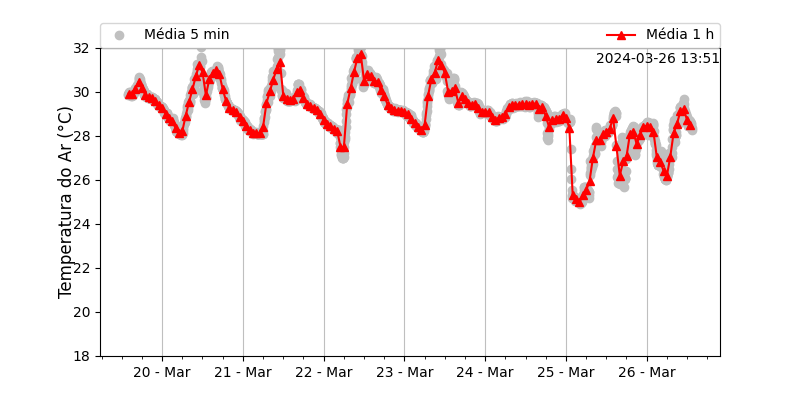 Média 5 min
Média 1 h
2024-03-26 13:51
Temperatura do Ar (°C)
32
30
28
26
24
22
20
18
20 - Mar
21 - Mar
22 - Mar
23 - Mar
24 - Mar
25 - Mar
26 - Mar